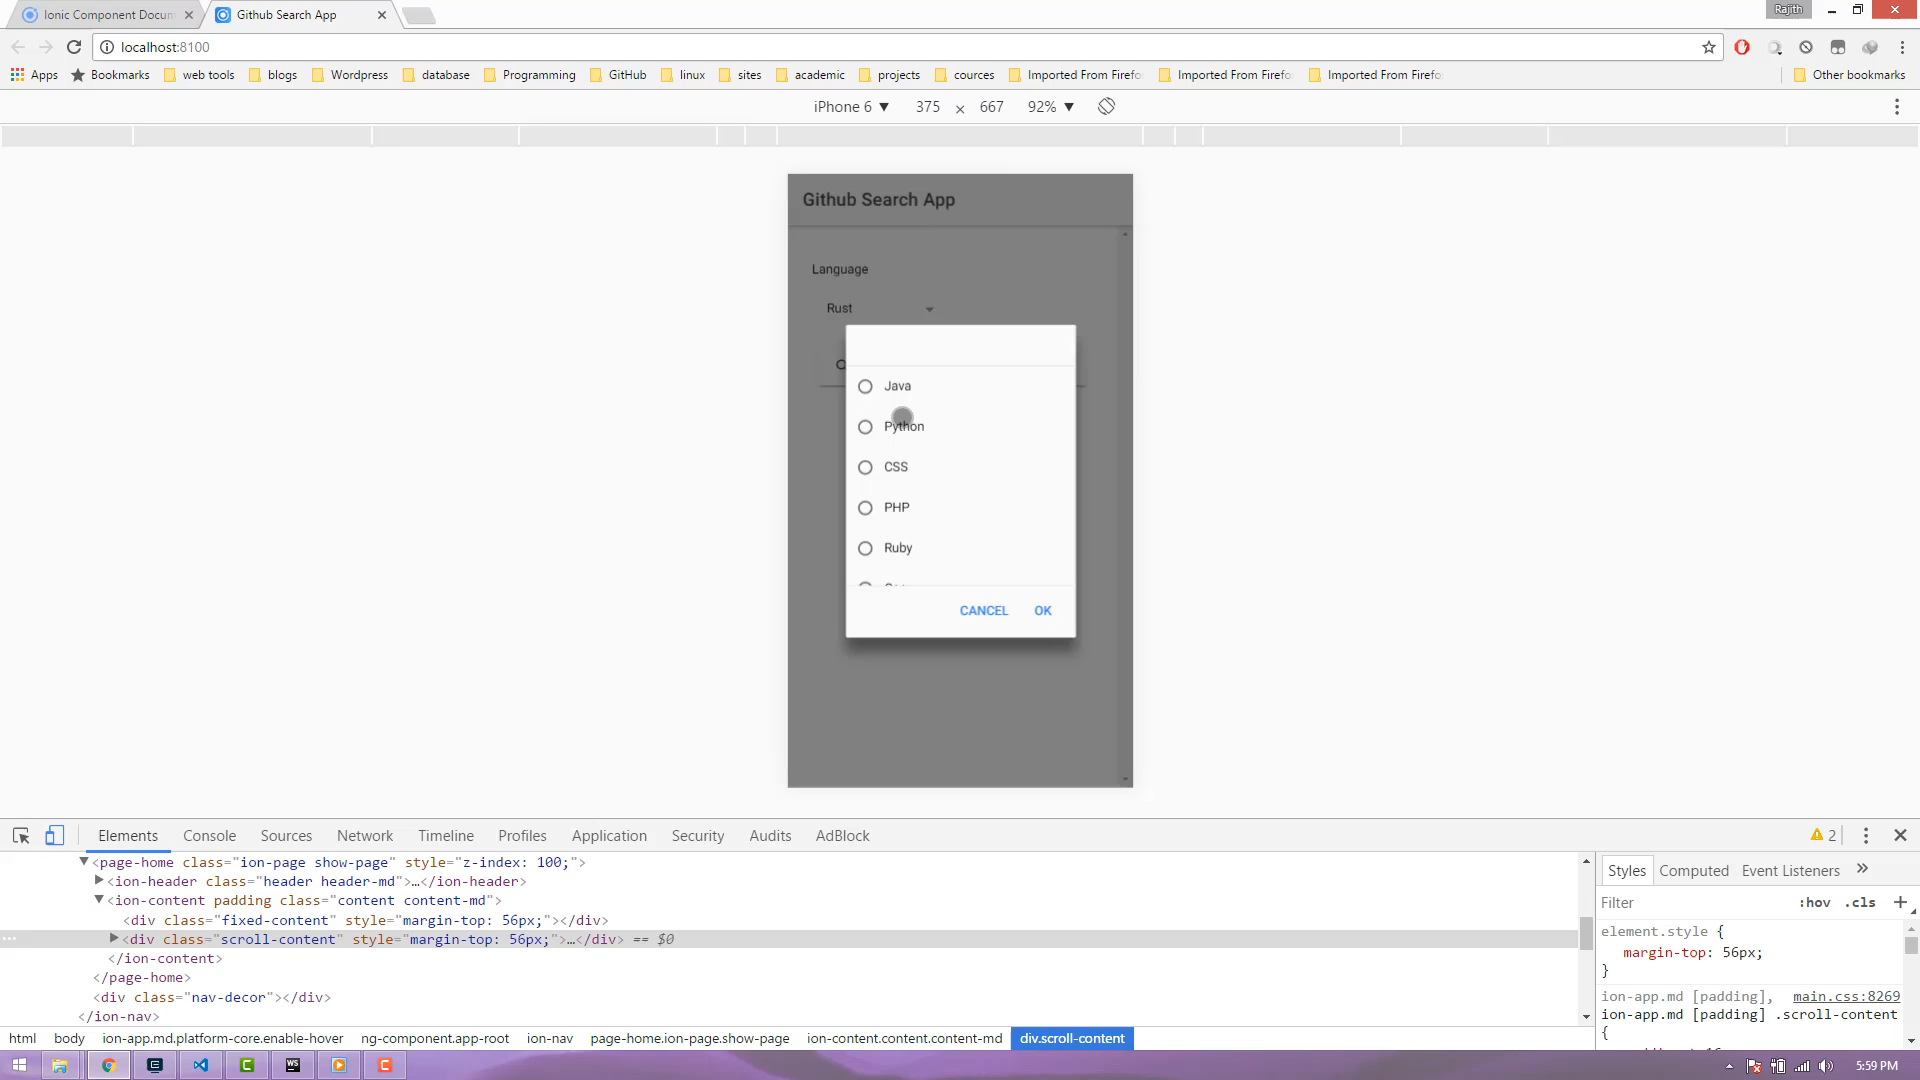 Ionic Component Docum
Github Search App
Rajith
localhost:8100
Apps
Bookmarks
web tools
blogs
Wordpress
database
Programming
GitHub
linux
sites
academic
projects
cources
Imported From Firefo
Imported From Firefo
Imported From Firefo
Other bookmarks
iPhone 6 ▼ 375 × 667 92% ▼
Github Search App
Language
Rust
Java
Python
CSS
PHP
Ruby
CANCEL OK
Elements Console Sources Network Timeline Profiles Application Security Audits AdBlock
2
<page-home class="ion-page show-page" style="z-index: 100;">
<ion-header class="header header-md">…</ion-header>
<ion-content padding class="content content-md">
<div class="fixed-content" style="margin-top: 56px;"></div>
<div class="scroll-content" style="margin-top: 56px;">…</div> == $0
</ion-content>
</page-home>
<div class="nav-decor"></div>
</ion-nav>
Styles Computed Event Listeners »
Filter :hov .cls +
element.style {
margin-top: 56px;
}
ion-app.md [padding], main.css:8269
ion-app.md [padding] .scroll-content
{
html body ion-app.md.platform-core.enable-hover ng-component.app-root ion-nav page-home.ion-page.show-page ion-content.content.content-md div.scroll-content
WS
5:59 PM